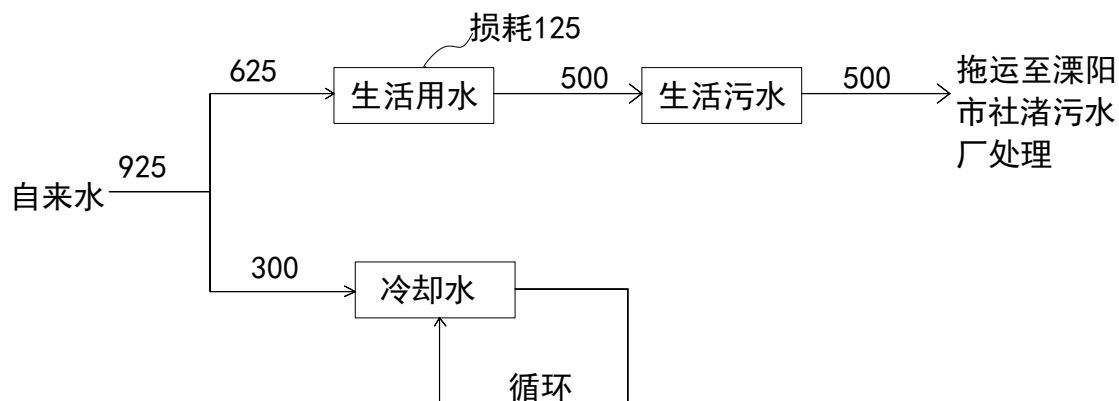 损耗125
625
生活用水
500
生活污水
500
拖运至溧阳
市社渚污水
厂处理
925
自来水
300
冷却水
循环